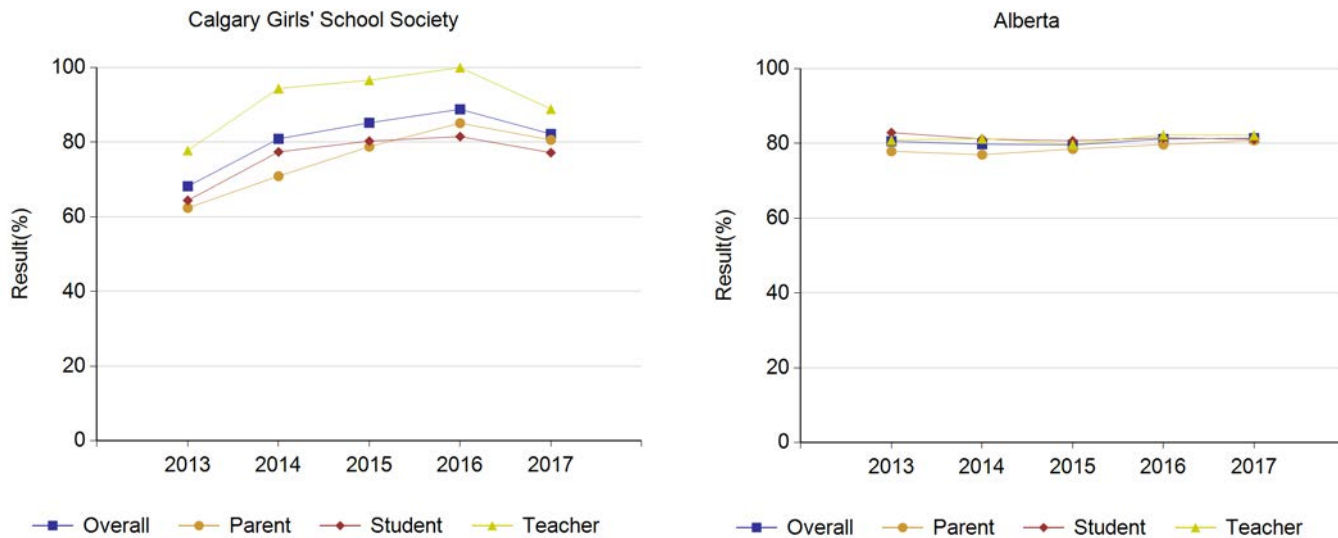 Calgary Girls' School Society
Result(%)
100
80
60
40
20
0
2013 2014 2015 2016 2017
Overall Parent Student Teacher
Alberta
Result(%)
100
80
60
40
20
0
2013 2014 2015 2016 2017
Overall Parent Student Teacher